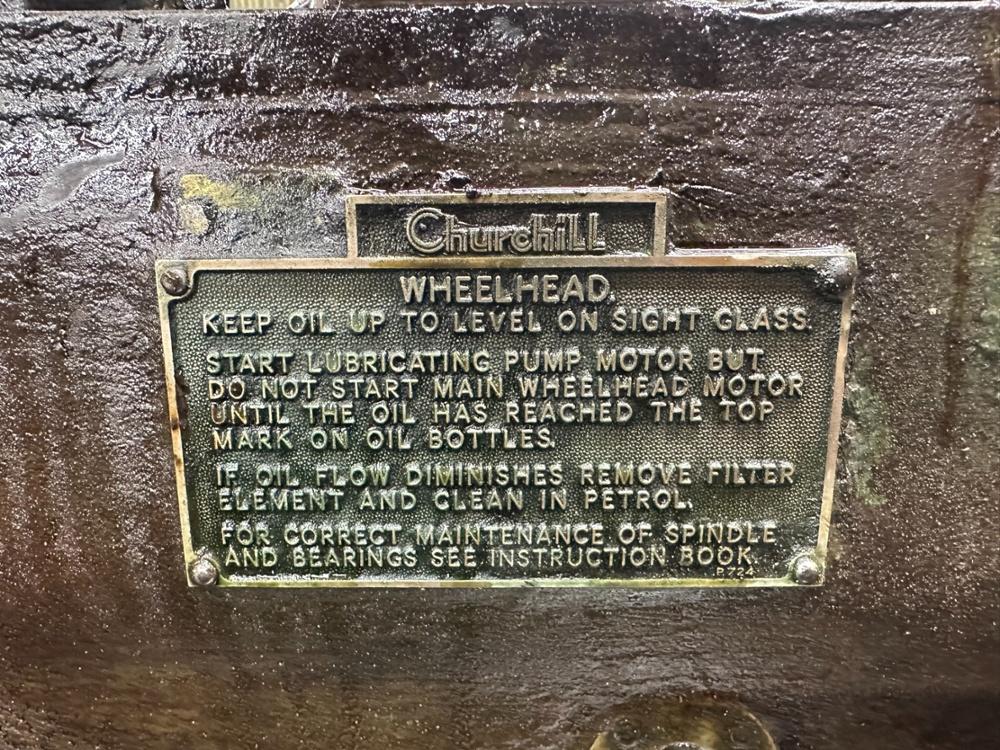 Churchill
WHEELHEAD.
KEEP OIL UP TO LEVEL ON SIGHT GLASS.
START LUBRICATING PUMP MOTOR BUT
DO NOT START MAIN WHEELHEAD MOTOR
UNTIL THE OIL HAS REACHED THE TOP
MARK ON OIL BOTTLES.
IF OIL FLOW DIMINISHES REMOVE FILTER
ELEMENT AND CLEAN IN PETROL.
FOR CORRECT MAINTENANCE OF SPINDLE
AND BEARINGS SEE INSTRUCTION BOOK.
P.724